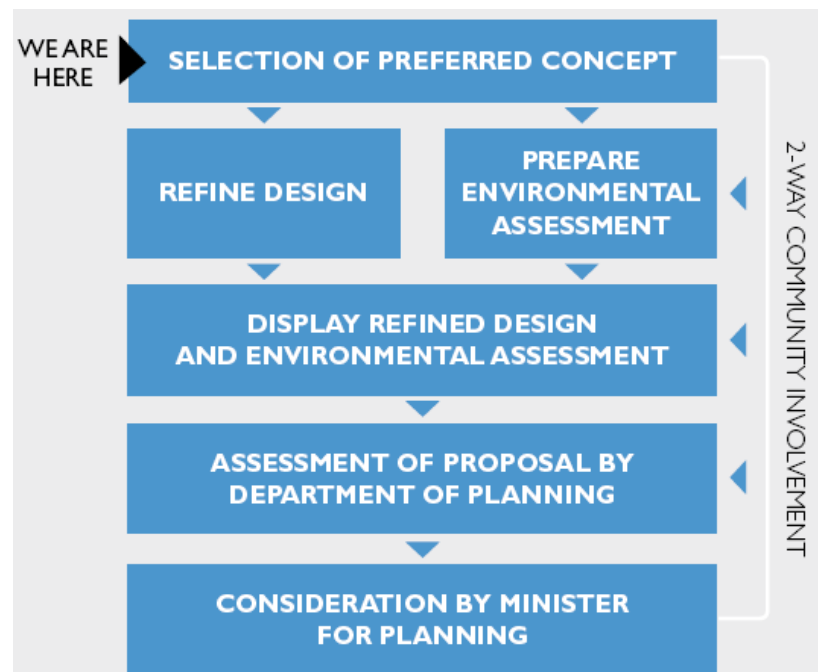 WE ARE
HERE
SELECTION OF PREFERRED CONCEPT
REFINE DESIGN
PREPARE
ENVIRONMENTAL
ASSESSMENT
DISPLAY REFINED DESIGN
AND ENVIRONMENTAL ASSESSMENT
ASSESSMENT OF PROPOSAL BY
DEPARTMENT OF PLANNING
CONSIDERATION BY MINISTER
FOR PLANNING
2-WAY COMMUNITY INVOLVEMENT